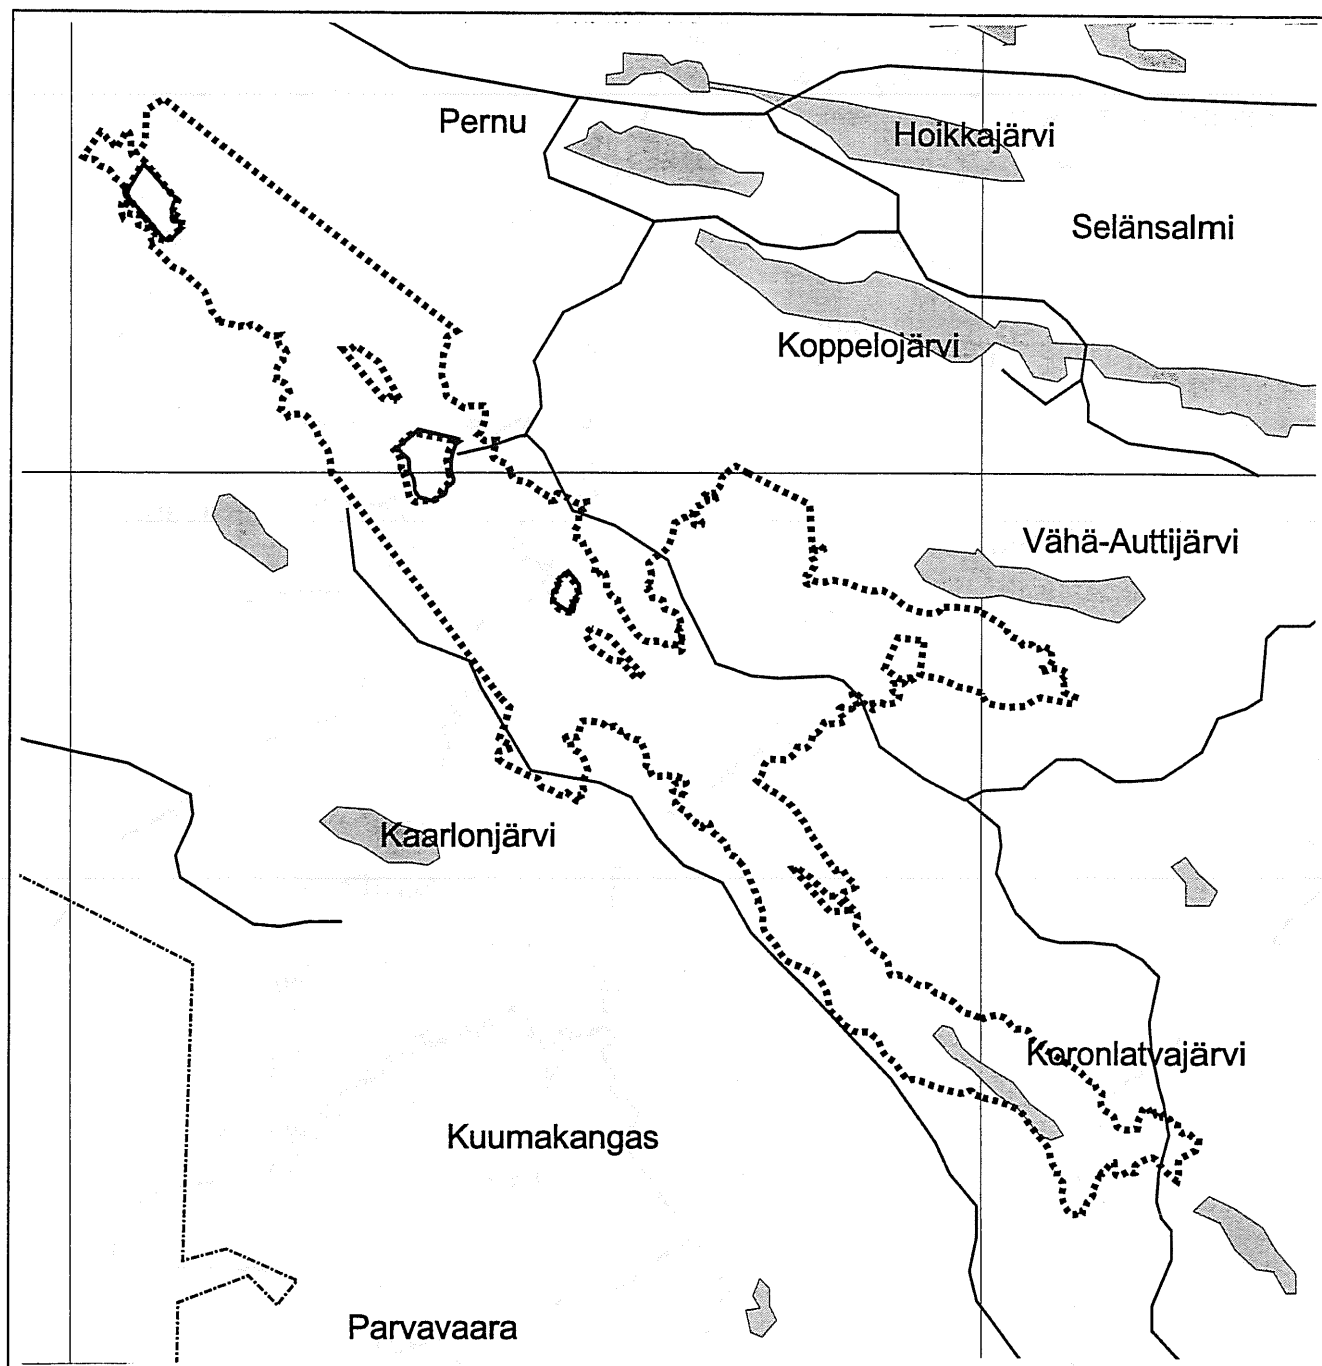 Pernu
Hoikkajärvi
Selänsalmi
Koppelojärvi
Vähä-Auttijärvi
Kaarlonjärvi
Koronlatvajärvi
Kuumakangas
Parvavaara